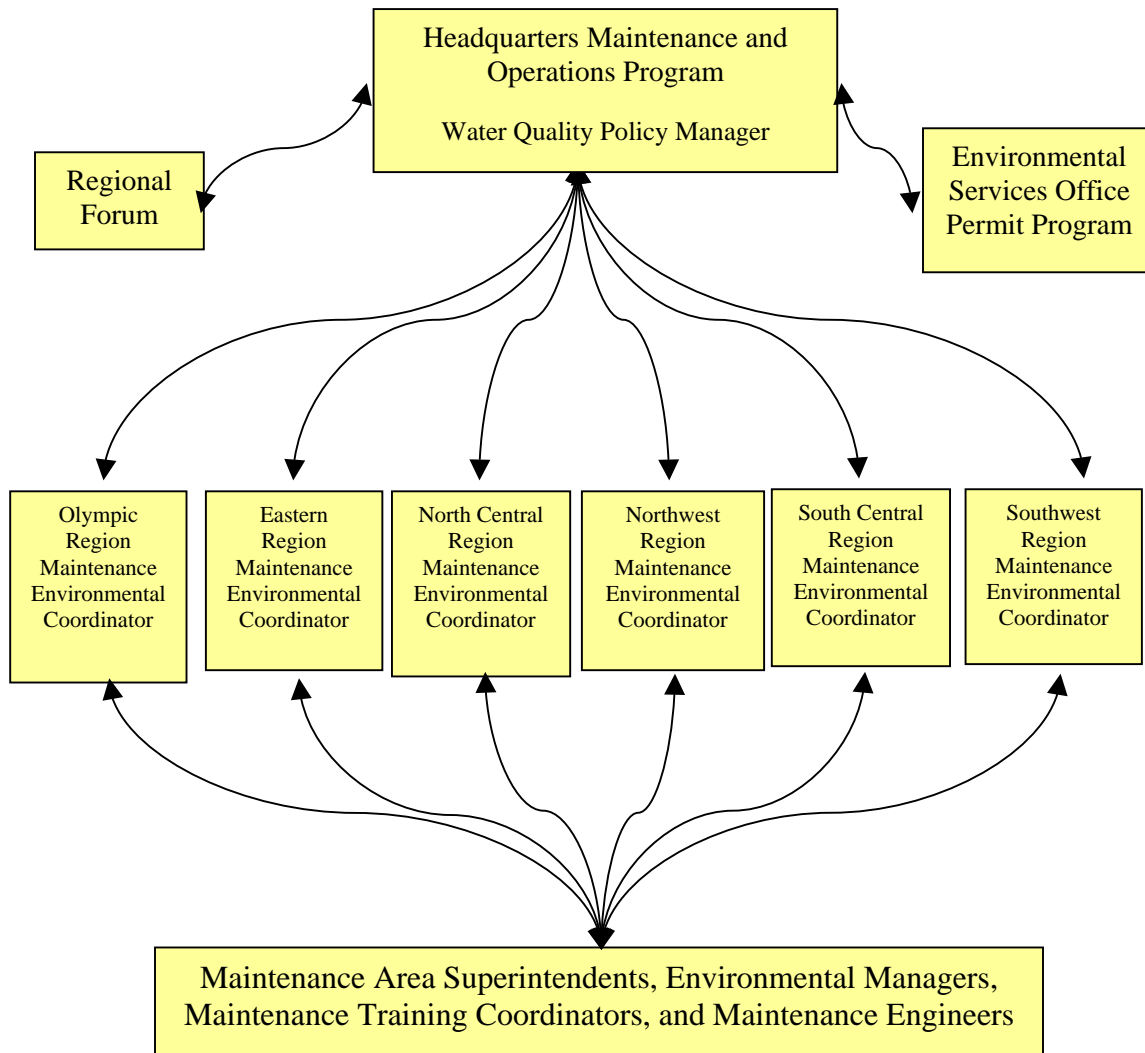 Headquarters Maintenance and
Operations Program
Water Quality Policy Manager
Regional
Forum
Environmental
Services Office
Permit Program
Olympic
Region
Maintenance
Environmental
Coordinator
Eastern
Region
Maintenance
Environmental
Coordinator
North Central
Region
Maintenance
Environmental
Coordinator
Northwest
Region
Maintenance
Environmental
Coordinator
South Central
Region
Maintenance
Environmental
Coordinator
Southwest
Region
Maintenance
Environmental
Coordinator
Maintenance Area Superintendents, Environmental Managers,
Maintenance Training Coordinators, and Maintenance Engineers